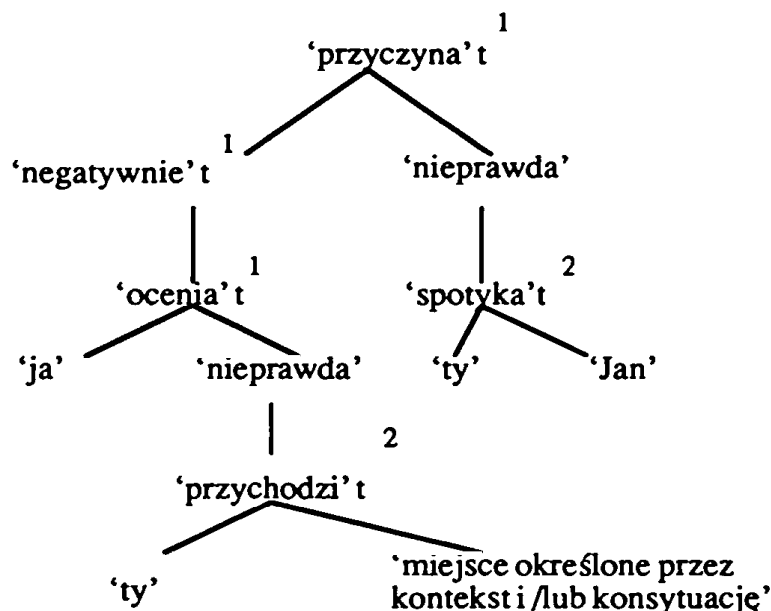 1
‘przyczyna’ t
1
‘negatywnie’ t
‘nieprawda’
1
‘ocenia’ t
2
‘spotyka’t
‘ja’
‘nieprawda’
‘ty’
‘Jan’
2
‘przychodzi’ t
‘ty’
‘miejsce określone przez
kontekst i /lub konsytuację’